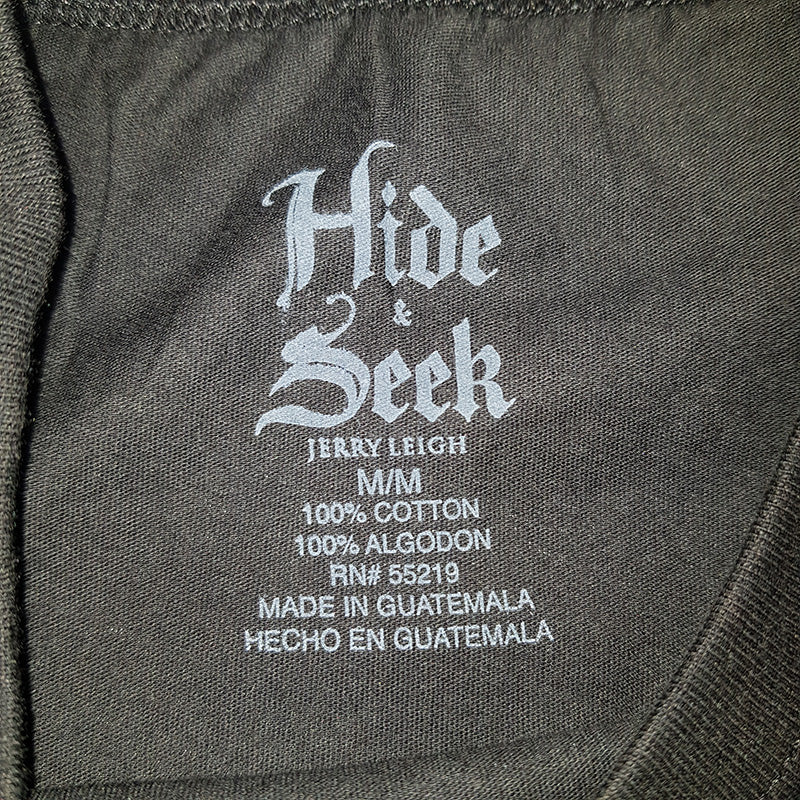 Hide
&
Seek
JERRY LEIGH
M/M
100% COTTON
100% ALGODON
RN# 55219
MADE IN GUATEMALA
HECHO EN GUATEMALA